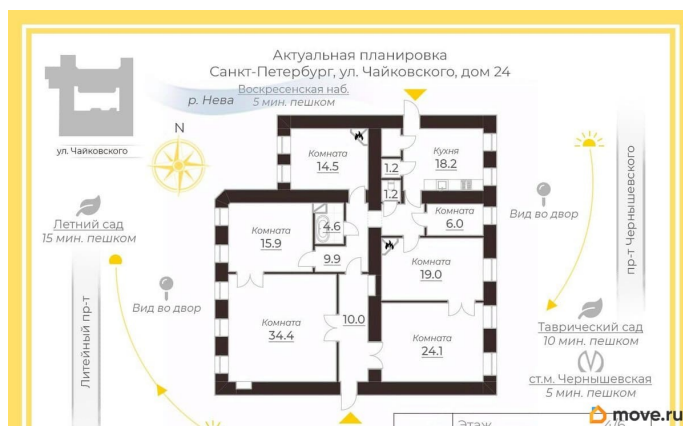 Актуальная планировка
Санкт-Петербург, ул. Чайковского, дом 24
Воскресенская наб.
р. Нева
5 мин. пешком
ул. Чайковского
N
Комната
14.5
Кухня
18.2
1.2
1.2
Комната
6.0
Вид во двор
пр-т Чернышевского
Летний сад
15 мин. пешком
Комната
15.9
4.6
9.9
Комната
19.0
Вид во двор
Литейный пр-т
Комната
34.4
10.0
Комната
24.1
Таврический сад
10 мин. пешком
ст.м. Чернышевская
5 мин. пешком
Этаж
4/6
move.ru